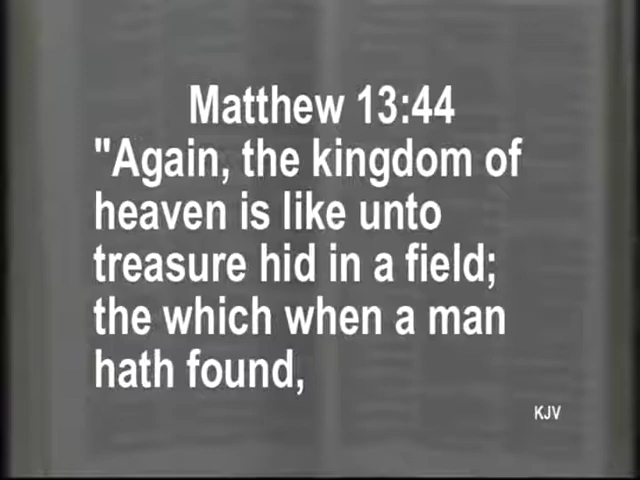 Matthew 13:44
"Again, the kingdom of
heaven is like unto
treasure hid in a field;
the which when a man
hath found,
KJV